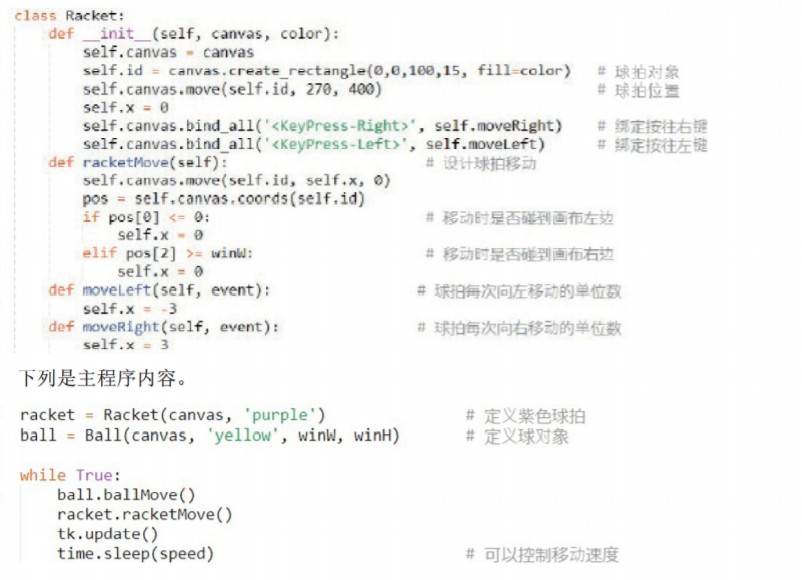 class Racket:
    def __init__(self, canvas, color):
        self.canvas = canvas
        self.id = canvas.create_rectangle(0,0,100,15, fill=color)   # 球拍对象
        self.canvas.move(self.id, 270, 400)   # 球拍位置
        self.x = 0
        self.canvas.bind_all('<KeyPress-Right>', self.moveRight)   # 绑定按往右键
        self.canvas.bind_all('<KeyPress-Left>', self.moveLeft)   # 绑定按往左键
    def racketMove(self):   # 设计球拍移动
        self.canvas.move(self.id, self.x, 0)
        pos = self.canvas.coords(self.id)
        if pos[0] <= 0:   # 移动时是否碰到画布左边
            self.x = 0
        elif pos[2] >= winW:   # 移动时是否碰到画布右边
            self.x = 0
    def moveLeft(self, event):   # 球拍每次向左移动的单位数
        self.x = -3
    def moveRight(self, event):   # 球拍每次向右移动的单位数
        self.x = 3
下列是主程序内容。
racket = Racket(canvas, 'purple')   # 定义紫色球拍
ball = Ball(canvas, 'yellow', winW, winH)   # 定义球对象
while True:
    ball.ballMove()
    racket.racketMove()
    tk.update()
    time.sleep(speed)   # 可以控制移动速度